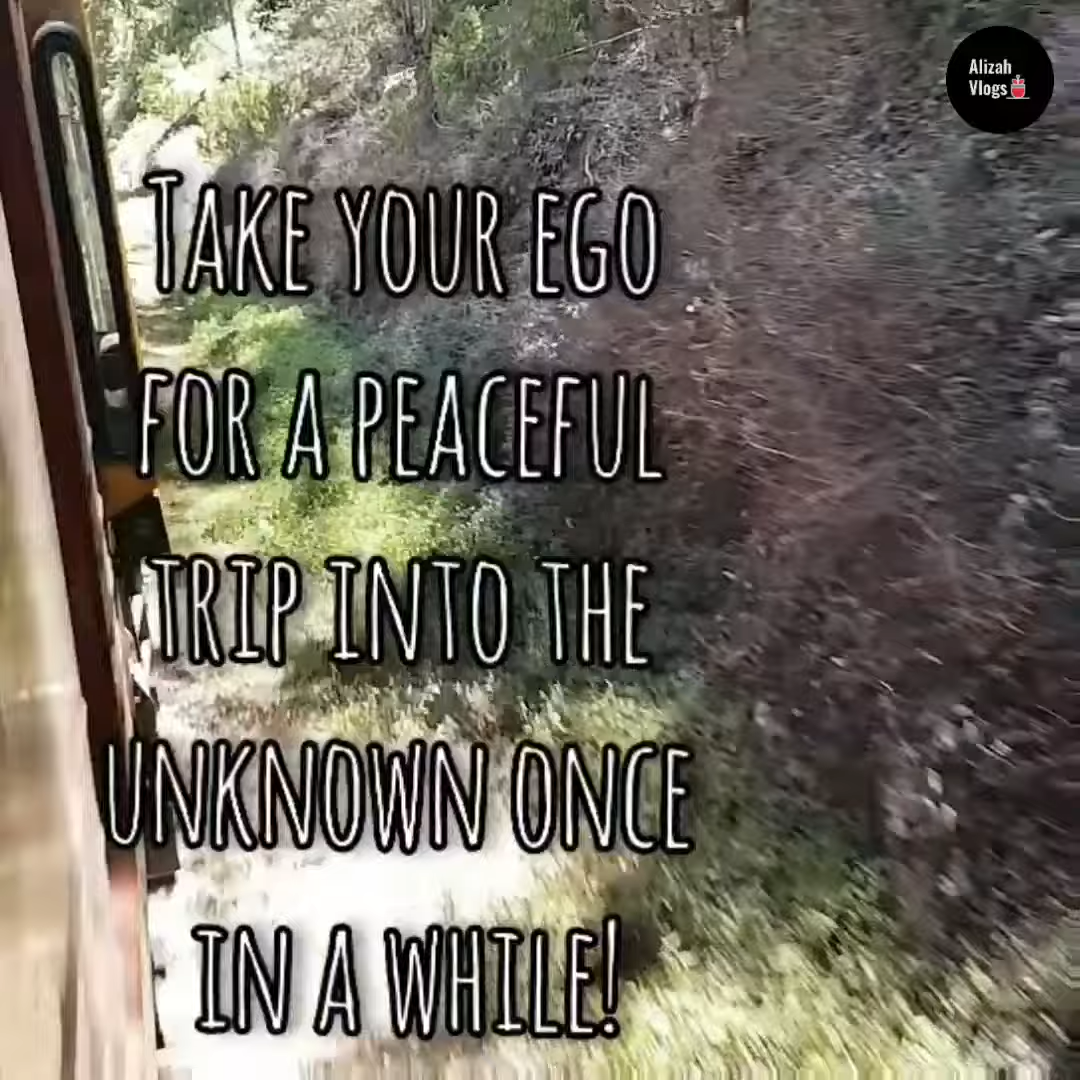 Alizah
Vlogs
TAKE YOUR EGO
FOR A PEACEFUL
TRIP INTO THE
UNKNOWN ONCE
IN A WHILE!